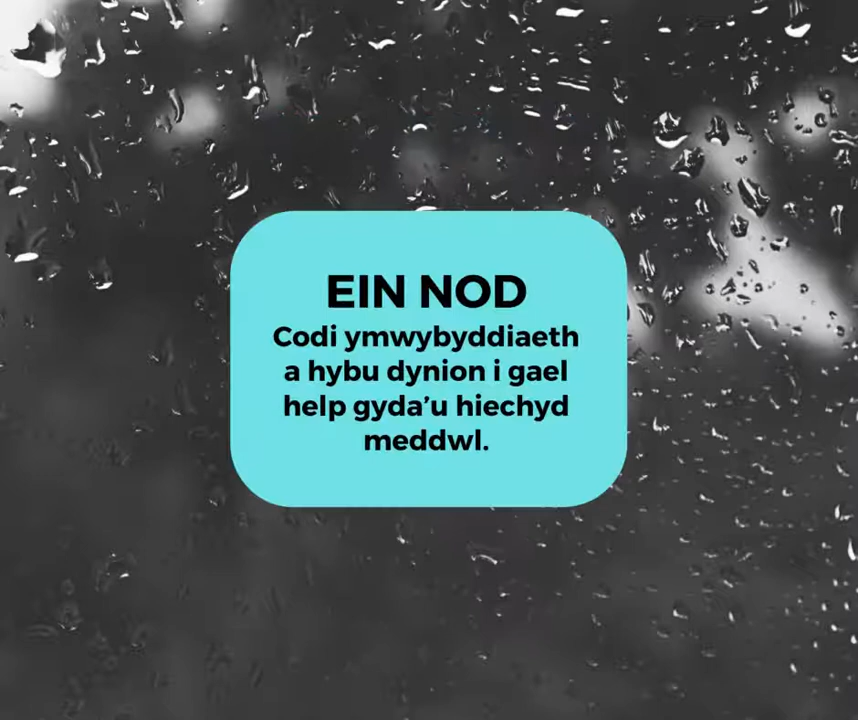 EIN NOD
Codi ymwybyddiaeth
a hybu dynion i gael
help gyda’u hiechyd
meddwl.